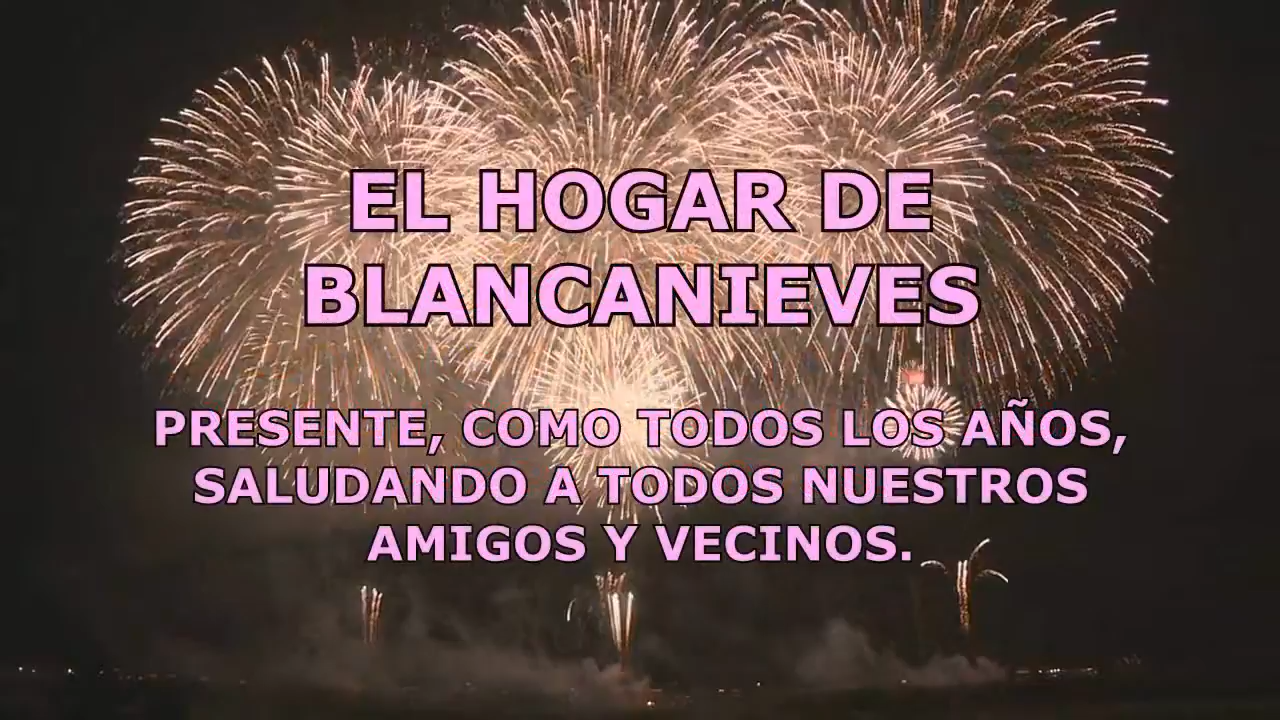 EL HOGAR DE
BLANCANIEVES
PRESENTE, COMO TODOS LOS AÑOS,
SALUDANDO A TODOS NUESTROS
AMIGOS Y VECINOS.